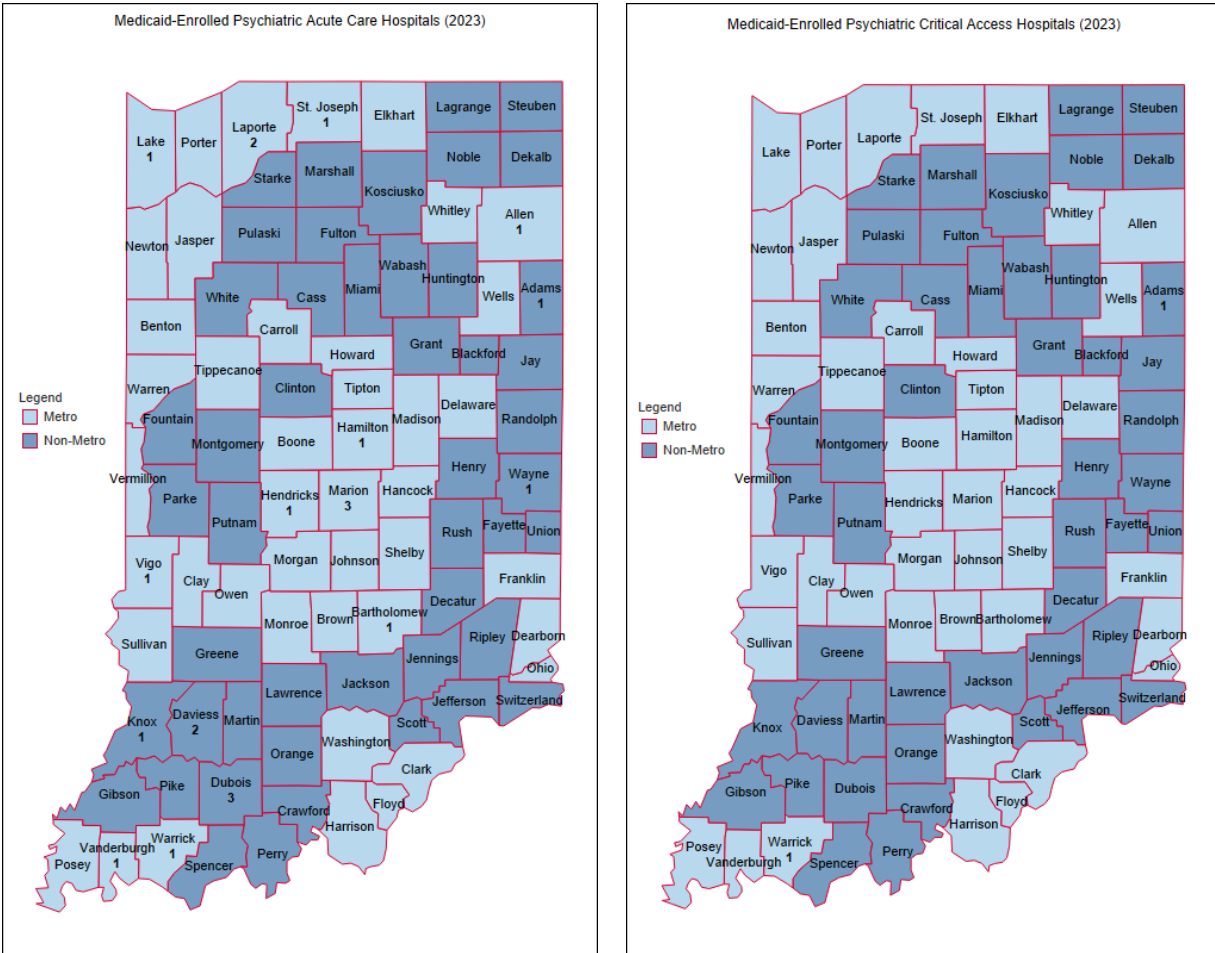 Medicaid-Enrolled Psychiatric Acute Care Hospitals (2023)
St. Joseph
1
Elkhart
Lagrange
Steuben
Lake
1
Porter
Laporte
2
Noble
Dekalb
Starke
Marshall
Kosciusko
Whitley
Allen
1
Newton
Jasper
Pulaski
Fulton
Wabash
Huntington
White
Cass
Miami
Wells
Adams
1
Benton
Carroll
Grant
Blackford
Jay
Howard
Tippecanoe
Warren
Clinton
Tipton
Legend
Metro
Non-Metro
Fountain
Montgomery
Boone
Hamilton
1
Madison
Delaware
Randolph
Vermillion
Parke
Putnam
Hendricks
1
Marion
3
Hancock
Henry
Wayne
1
Rush
Fayette
Union
Vigo
1
Clay
Owen
Morgan
Johnson
Shelby
Franklin
Decatur
Sullivan
Monroe
Brown
Bartholomew
1
Greene
Ripley
Dearborn
Ohio
Jennings
Jackson
Lawrence
Jefferson
Switzerland
Knox
1
Daviess
2
Martin
Scott
Orange
Washington
Clark
Gibson
Pike
Dubois
3
Crawford
Floyd
Harrison
Posey
Vanderburgh
1
Warrick
1
Spencer
Perry
Medicaid-Enrolled Psychiatric Critical Access Hospitals (2023)
St. Joseph
Elkhart
Lagrange
Steuben
Lake
Porter
Laporte
Noble
Dekalb
Starke
Marshall
Kosciusko
Whitley
Allen
Newton
Jasper
Pulaski
Fulton
Wabash
Huntington
White
Cass
Miami
Wells
Adams
1
Benton
Carroll
Grant
Blackford
Jay
Howard
Tippecanoe
Warren
Clinton
Tipton
Legend
Metro
Non-Metro
Fountain
Montgomery
Boone
Hamilton
Madison
Delaware
Randolph
Vermillion
Parke
Putnam
Hendricks
Marion
Hancock
Henry
Wayne
Rush
Fayette
Union
Vigo
Clay
Owen
Morgan
Johnson
Shelby
Franklin
Decatur
Sullivan
Monroe
Brown
Bartholomew
Greene
Ripley
Dearborn
Ohio
Jennings
Jackson
Lawrence
Jefferson
Switzerland
Knox
Daviess
Martin
Scott
Orange
Washington
Clark
Gibson
Pike
Dubois
Crawford
Floyd
Harrison
Posey
Vanderburgh
Warrick
1
Spencer
Perry